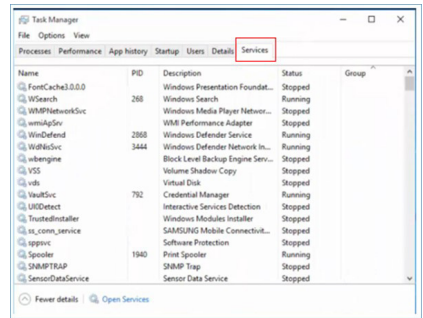 Task Manager
File Options View
Processes Performance App history Startup Users Details Services
Name PID Description Status Group
FontCache3.0.0.0 Windows Presentation Foundat... Stopped
WSearch 268 Windows Search Running
WMPNetworkSvc Windows Media Player Networ... Stopped
wmiApSrv WMI Performance Adapter Stopped
WinDefend 2868 Windows Defender Service Running
WdNisSvc 3444 Windows Defender Network In... Running
wbengine Block Level Backup Engine Serv... Stopped
VSS Volume Shadow Copy Stopped
vds Virtual Disk Stopped
VaultSvc 792 Credential Manager Running
UI0Detect Interactive Services Detection Stopped
TrustedInstaller Windows Modules Installer Stopped
ss_conn_service SAMSUNG Mobile Connectivit... Stopped
sppsvc Software Protection Stopped
Spooler 1940 Print Spooler Running
SNMPTRAP SNMP Trap Stopped
SensorDataService Sensor Data Service Stopped
Fewer details Open Services